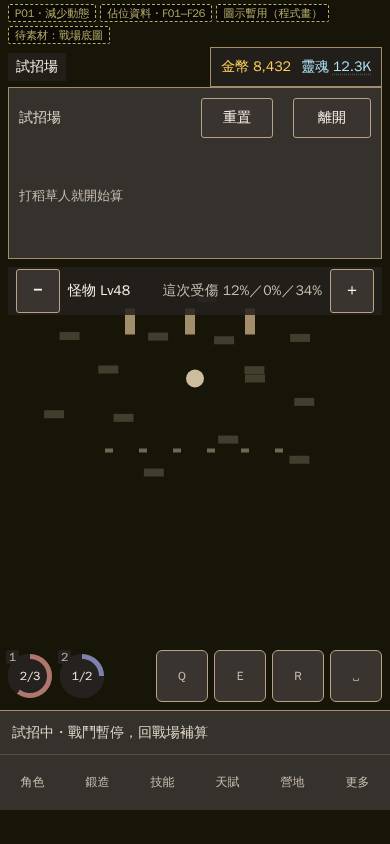 P01・減少動態 佔位資料・F01–F26 圖示暫用（程式畫）
待素材：戰場底圖
試招場 金幣 8,432 靈魂 12.3K
試招場 重置 離開
打稻草人就開始算
− 怪物 Lv48 這次受傷 12%／0%／34% +
1 2/3 2 1/2 Q E R ⎵
試招中・戰鬥暫停，回戰場補算
角色 鍛造 技能 天賦 營地 更多